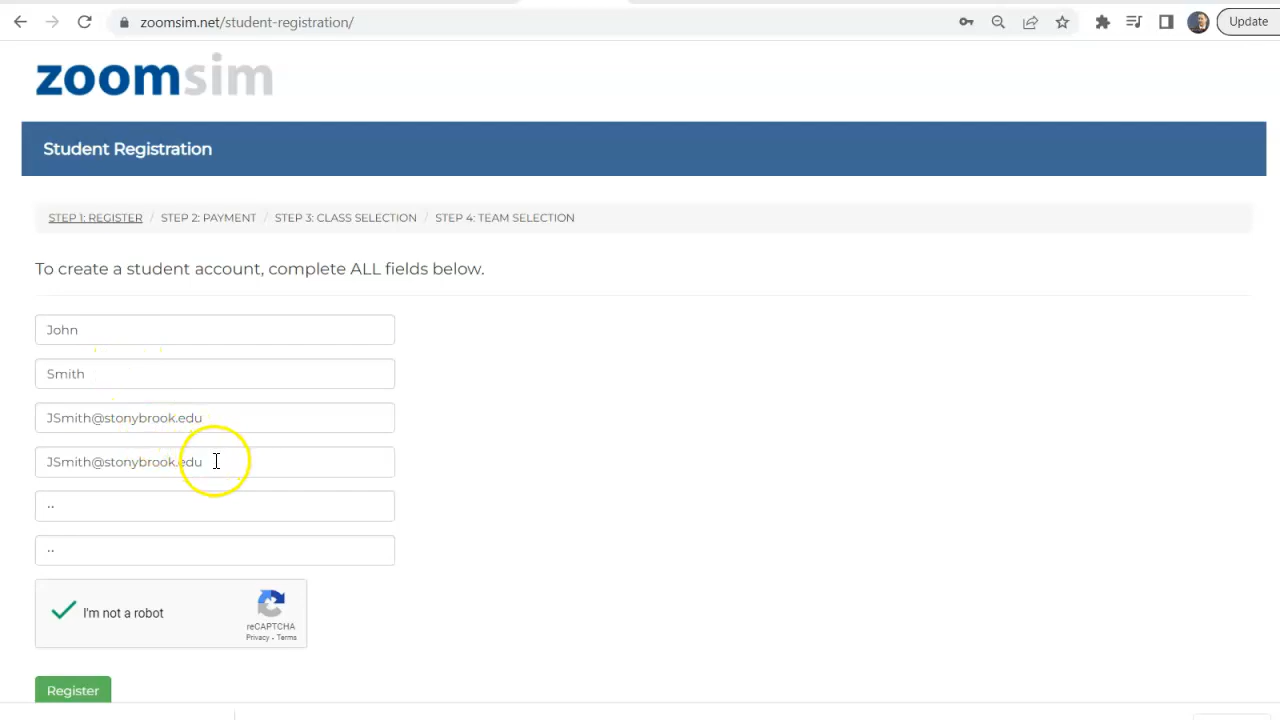 zoomsim.net/student-registration/
Update
zoomsim
Student Registration
STEP 1: REGISTER / STEP 2: PAYMENT / STEP 3: CLASS SELECTION / STEP 4: TEAM SELECTION
To create a student account, complete ALL fields below.
John
Smith
JSmith@stonybrook.edu
JSmith@stonybrook.edu
··
··
I'm not a robot
reCAPTCHA
Privacy - Terms
Register